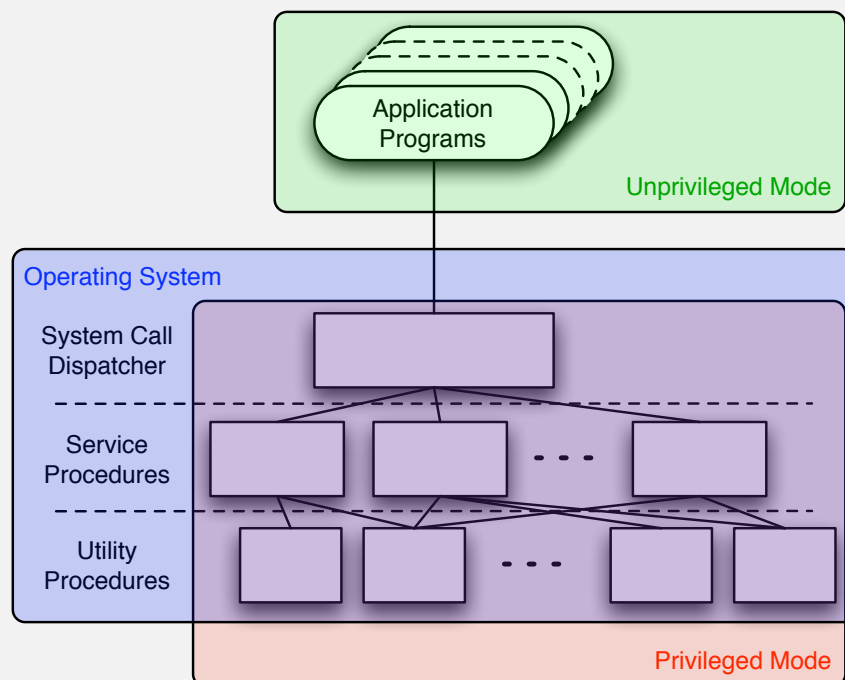 Application
Programs
Unprivileged Mode
Operating System
System Call
Dispatcher
Service
Procedures
Utility
Procedures
Privileged Mode